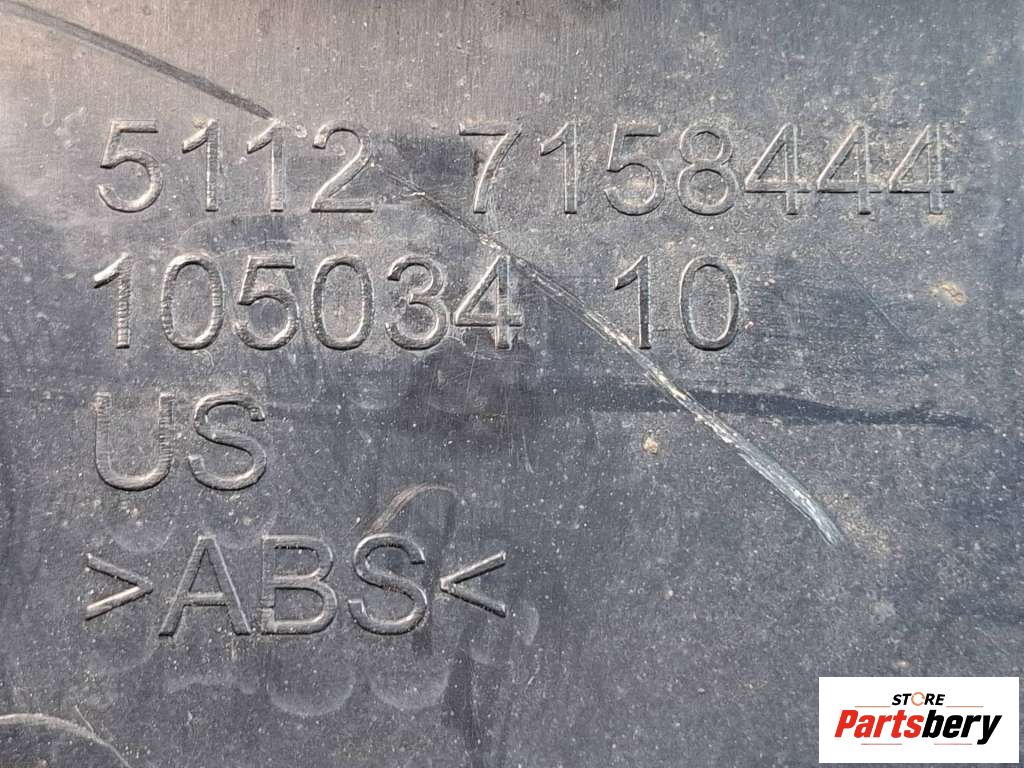 5112 7158444
105034 10
US
>ABS<
STORE
Partsbery